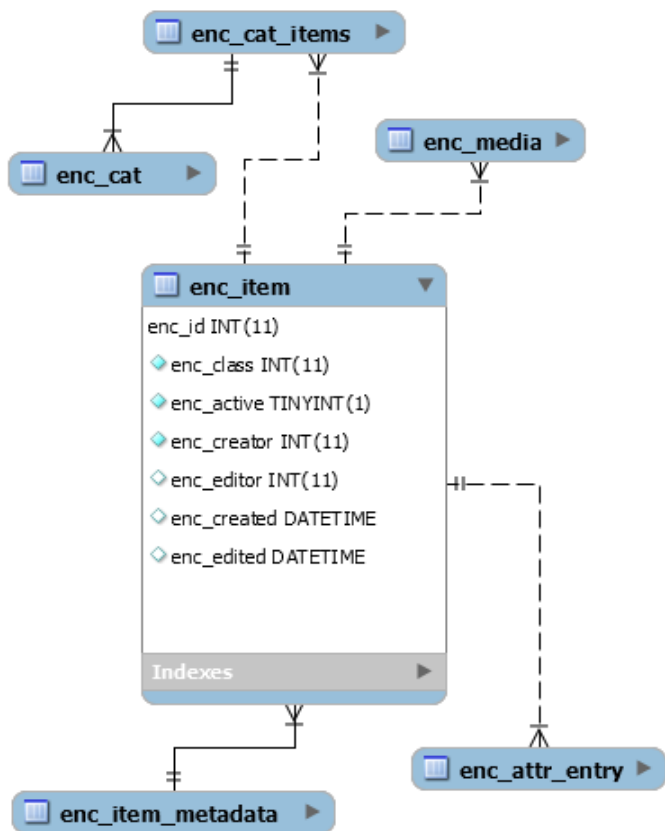 enc_cat_items
enc_media
enc_cat
enc_item
enc_id INT(11)
enc_class INT(11)
enc_active TINYINT(1)
enc_creator INT(11)
enc_editor INT(11)
enc_created DATETIME
enc_edited DATETIME
Indexes
enc_attr_entry
enc_item_metadata